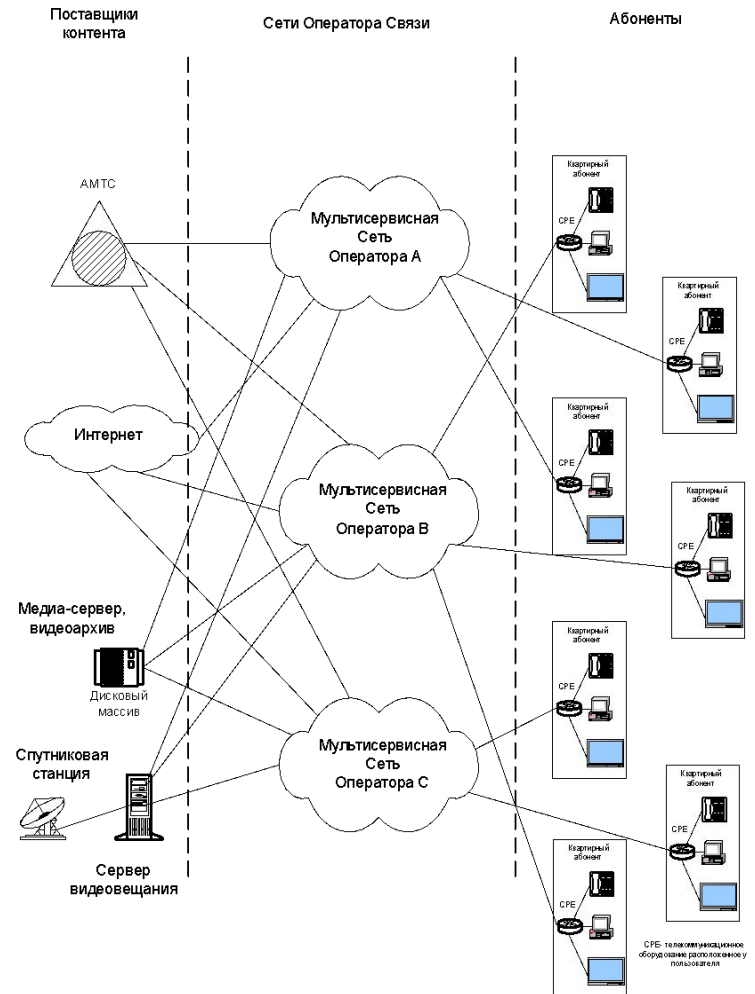 Поставщики
контента
Сети Оператора Связи
Абоненты
АМТС
Мультисервисная
Сеть
Оператора А
Квартирный
абонент
CPE
Квартирный
абонент
CPE
Интернет
Квартирный
абонент
CPE
Мультисервисная
Сеть
Оператора В
Квартирный
абонент
CPE
Медиа-сервер,
видеоархив
Дисковый
массив
Квартирный
абонент
CPE
Мультисервисная
Сеть
Оператора С
Спутниковая
станция
Квартирный
абонент
CPE
Сервер
видеовещания
Квартирный
абонент
CPE
CPE- телекоммуникационное
оборудование расположенное у
пользователя